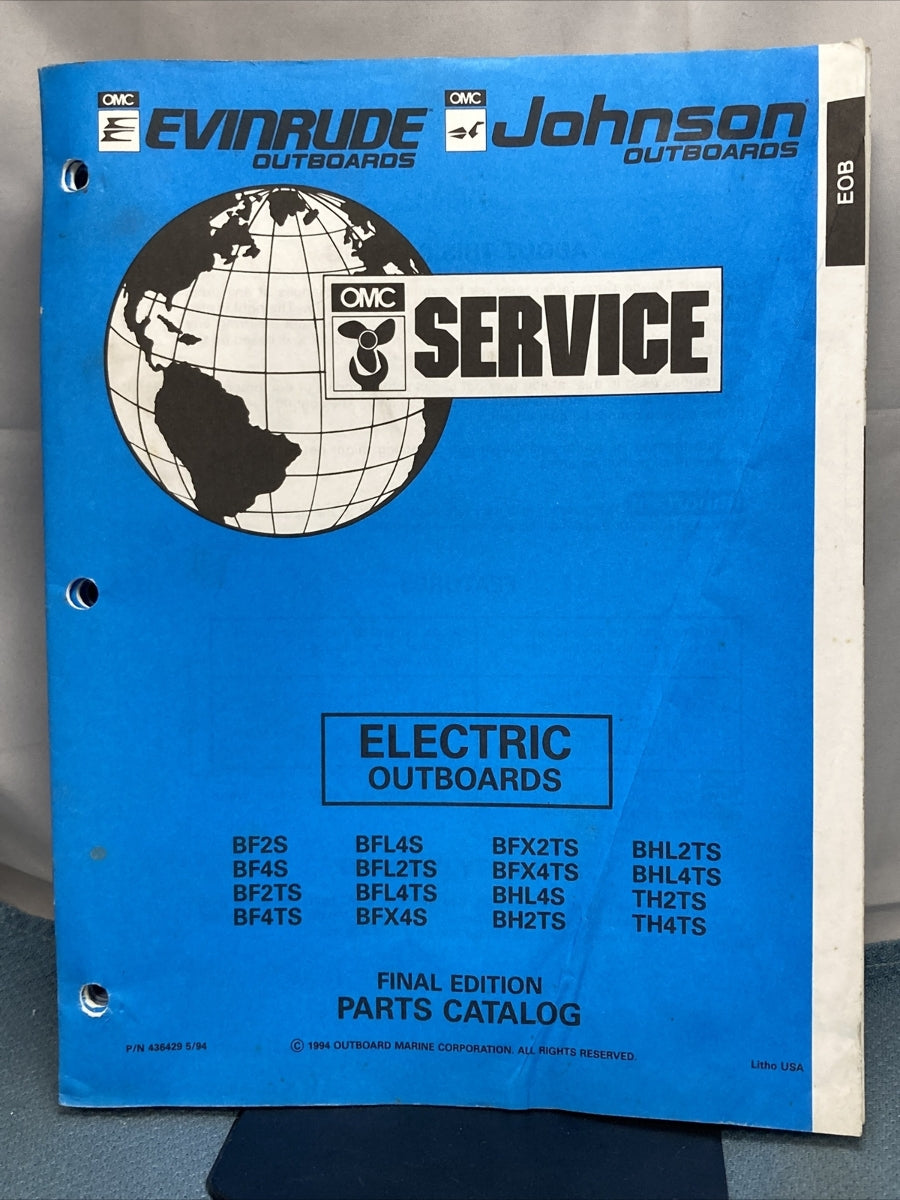 OMC
EVINRUDE
OUTBOARDS
OMC
Johnson
OUTBOARDS
EOB
OMC
SERVICE
ELECTRIC
OUTBOARDS
BF2S BFL4S BFX2TS BHL2TS
BF4S BFL2TS BFX4TS BHL4TS
BF2TS BFL4TS BHL4S TH2TS
BF4TS BFX4S BH2TS TH4TS
FINAL EDITION
PARTS CATALOG
P/N 436429 5/94
© 1994 OUTBOARD MARINE CORPORATION. ALL RIGHTS RESERVED.
Litho USA